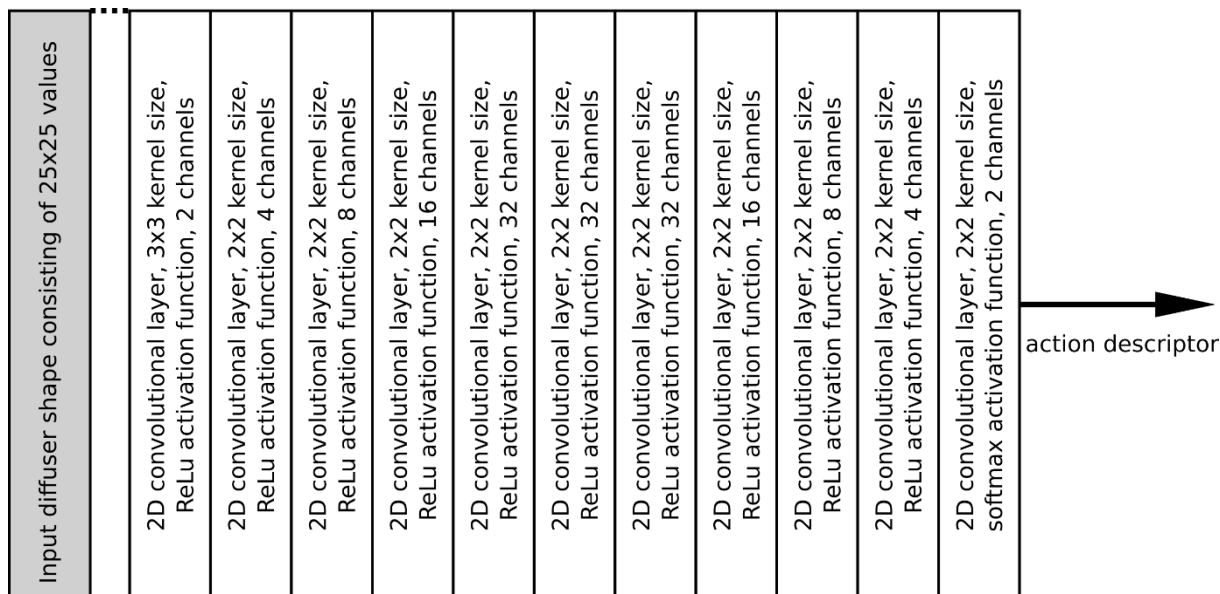 Input diffuser shape consisting of 25x25 values
2D convolutional layer, 3x3 kernel size,
ReLu activation function, 2 channels
2D convolutional layer, 2x2 kernel size,
ReLu activation function, 4 channels
2D convolutional layer, 2x2 kernel size,
ReLu activation function, 8 channels
2D convolutional layer, 2x2 kernel size,
ReLu activation function, 16 channels
2D convolutional layer, 2x2 kernel size,
ReLu activation function, 32 channels
2D convolutional layer, 2x2 kernel size,
ReLu activation function, 32 channels
2D convolutional layer, 2x2 kernel size,
ReLu activation function, 32 channels
2D convolutional layer, 2x2 kernel size,
ReLu activation function, 16 channels
2D convolutional layer, 2x2 kernel size,
ReLu activation function, 8 channels
2D convolutional layer, 2x2 kernel size,
ReLu activation function, 4 channels
2D convolutional layer, 2x2 kernel size,
softmax activation function, 2 channels
action descriptor